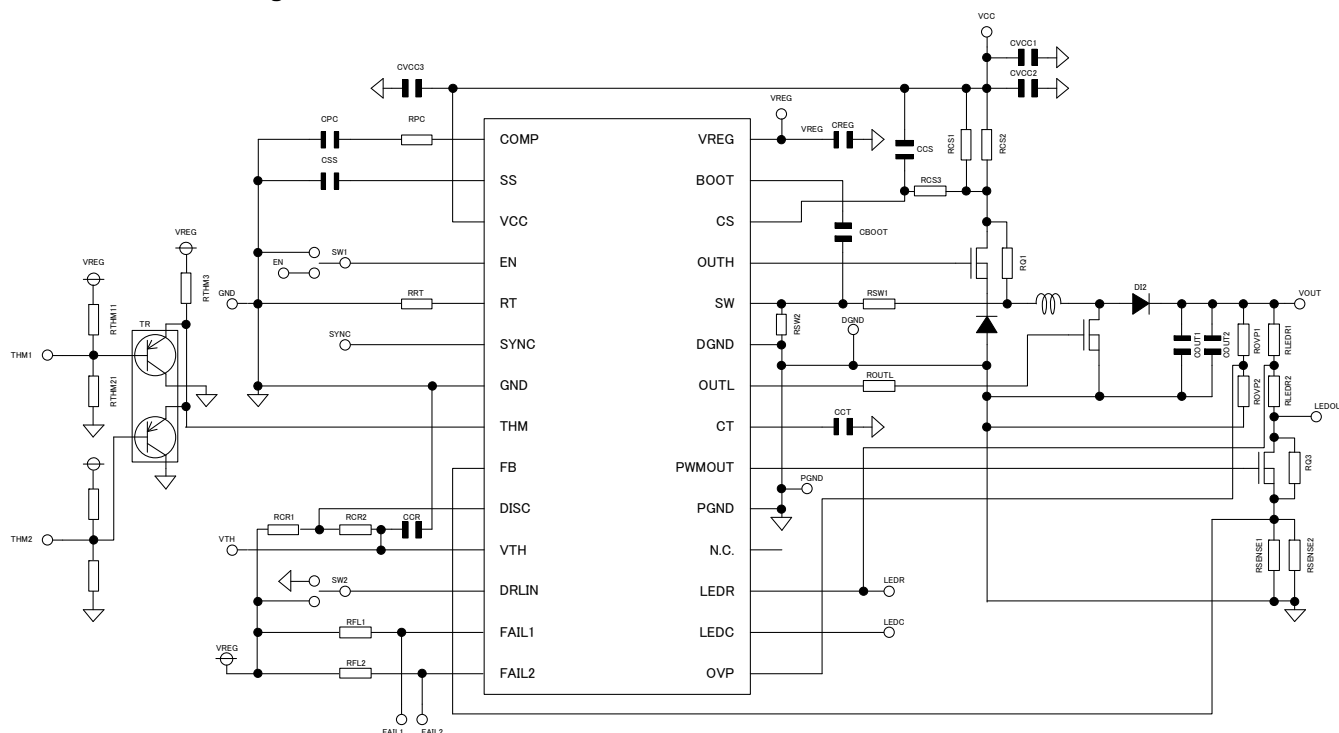 VCC
CVCC1
CVCC3
CVCC2
VREG
CPC
RPC
COMP
VREG
VREG
CREG
CCS
RCS1
RCS2
CSS
SS
BOOT
RCS3
VCC
CS
CBOOT
VREG
SW1
EN
EN
OUTH
RQ1
VREG
RTHM3
GND
RRT
RT
SW
RSW1
DI2
VOUT
RTHM11
TR
SYNC
SYNC
RSW2
DGND
DGND
COUT1
COUT2
ROVP1
RLEDR1
THM1
RTHM21
GND
OUTL
ROUTL
ROVP2
RLEDR2
LEDOU
THM
CT
CCT
FB
PWMOUT
RQ3
PGND
DISC
PGND
RCR1
RCR2
CCR
THM2
VTH
VTH
N.C.
RSENSE1
RSENSE2
SW2
DRLIN
LEDR
LEDR
RFL1
FAIL1
LEDC
LEDC
VREG
RFL2
FAIL2
OVP
FAIL1
FAIL2